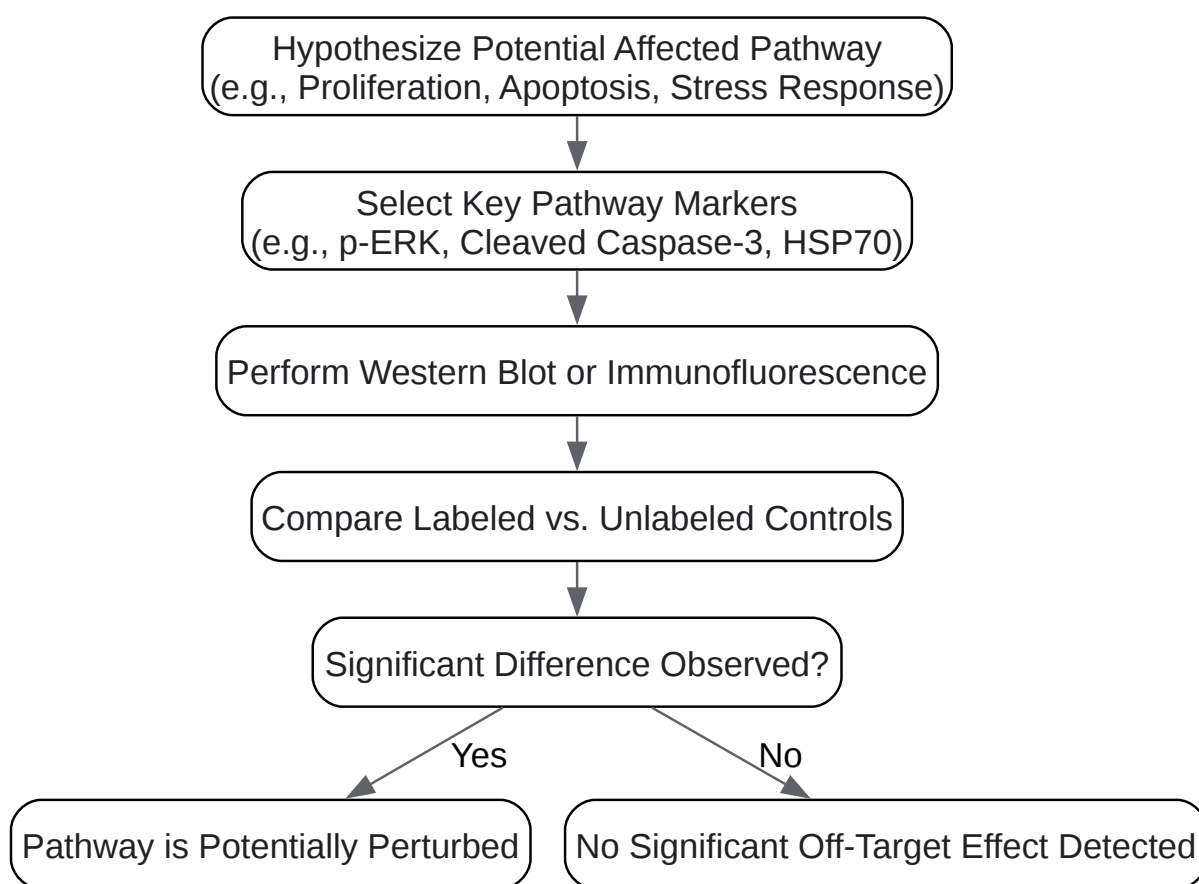 Hypothesize Potential Affected Pathway
(e.g., Proliferation, Apoptosis, Stress Response)
Select Key Pathway Markers
(e.g., p-ERK, Cleaved Caspase-3, HSP70)
Perform Western Blot or Immunofluorescence
Compare Labeled vs. Unlabeled Controls
Significant Difference Observed?
Yes
No
Pathway is Potentially Perturbed
No Significant Off-Target Effect Detected